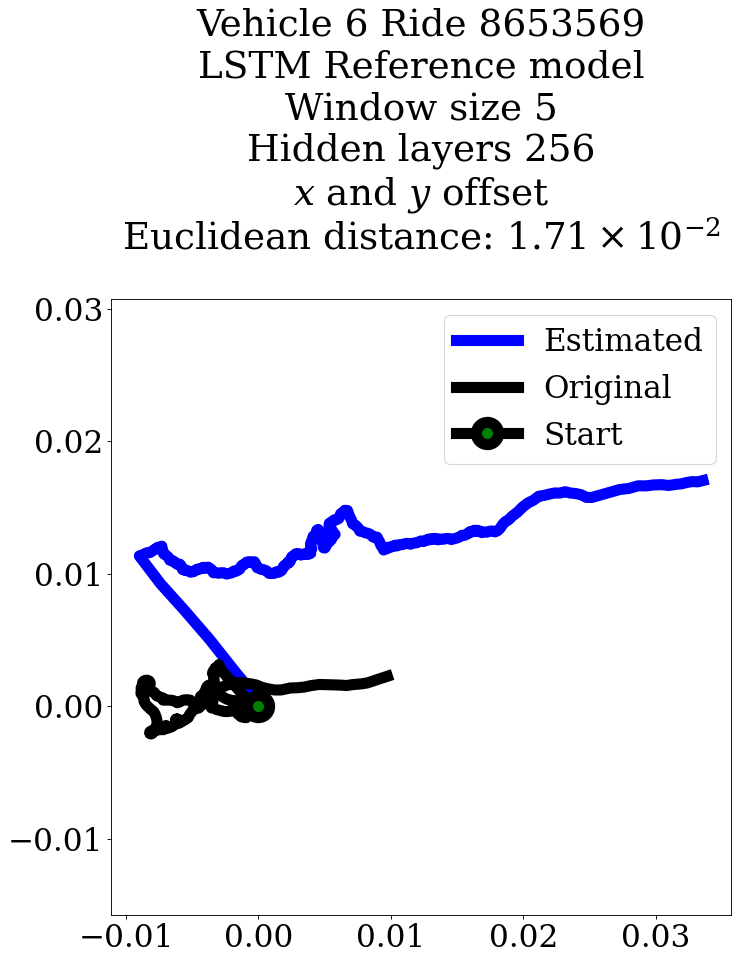 Vehicle 6 Ride 8653569
LSTM Reference model
Window size 5
Hidden layers 256
x and y offset
Euclidean distance: 1.71 × 10⁻²
0.03
Estimated
Original
Start
0.02
0.01
0.00
−0.01
−0.01 0.00 0.01 0.02 0.03